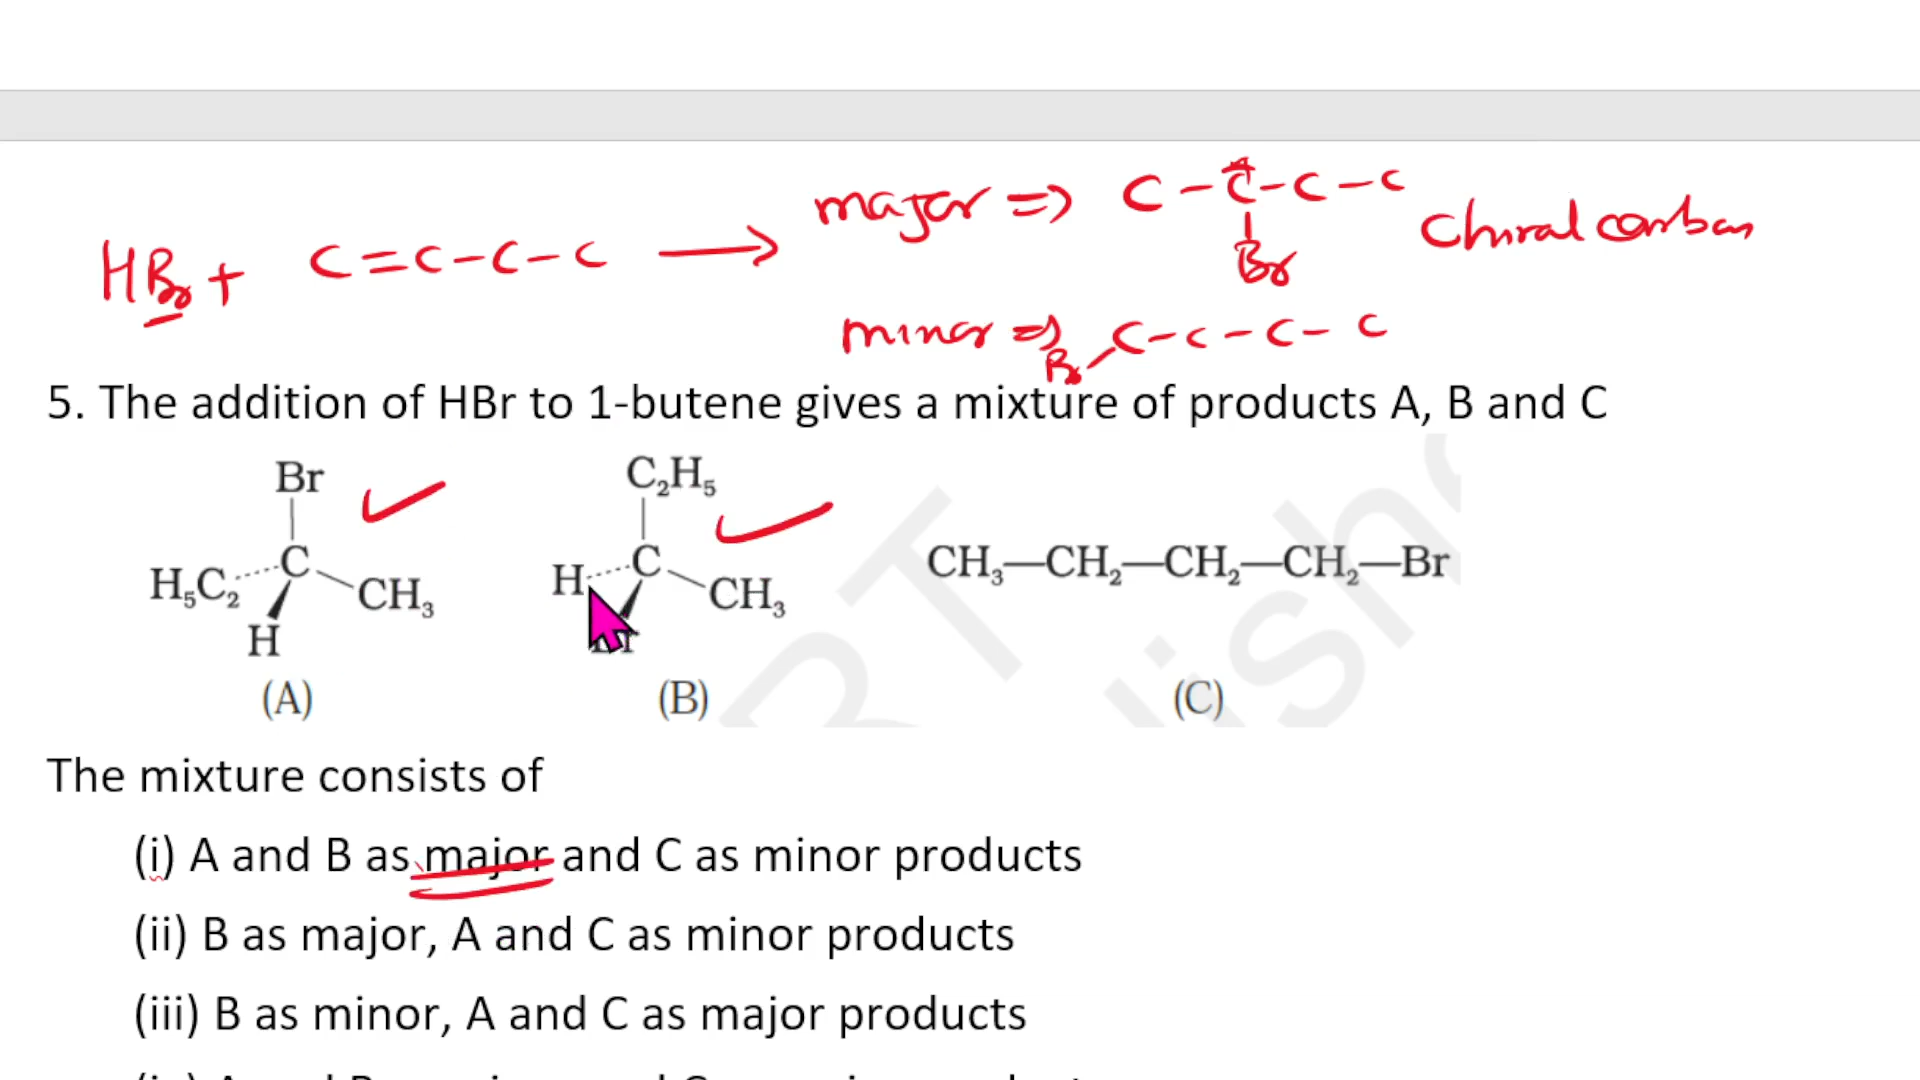 major => C-C*-C-C
Chiral carbon
Br
HBr + C=C-C-C →
minor => C-C-C-C
Br
5. The addition of HBr to 1-butene gives a mixture of products A, B and C
Br
H₅C₂ C CH₃
H
(A)
C₂H₅
H C CH₃
Br
(B)
CH₃—CH₂—CH₂—CH₂—Br
(C)
The mixture consists of
(i) A and B as major and C as minor products
(ii) B as major, A and C as minor products
(iii) B as minor, A and C as major products